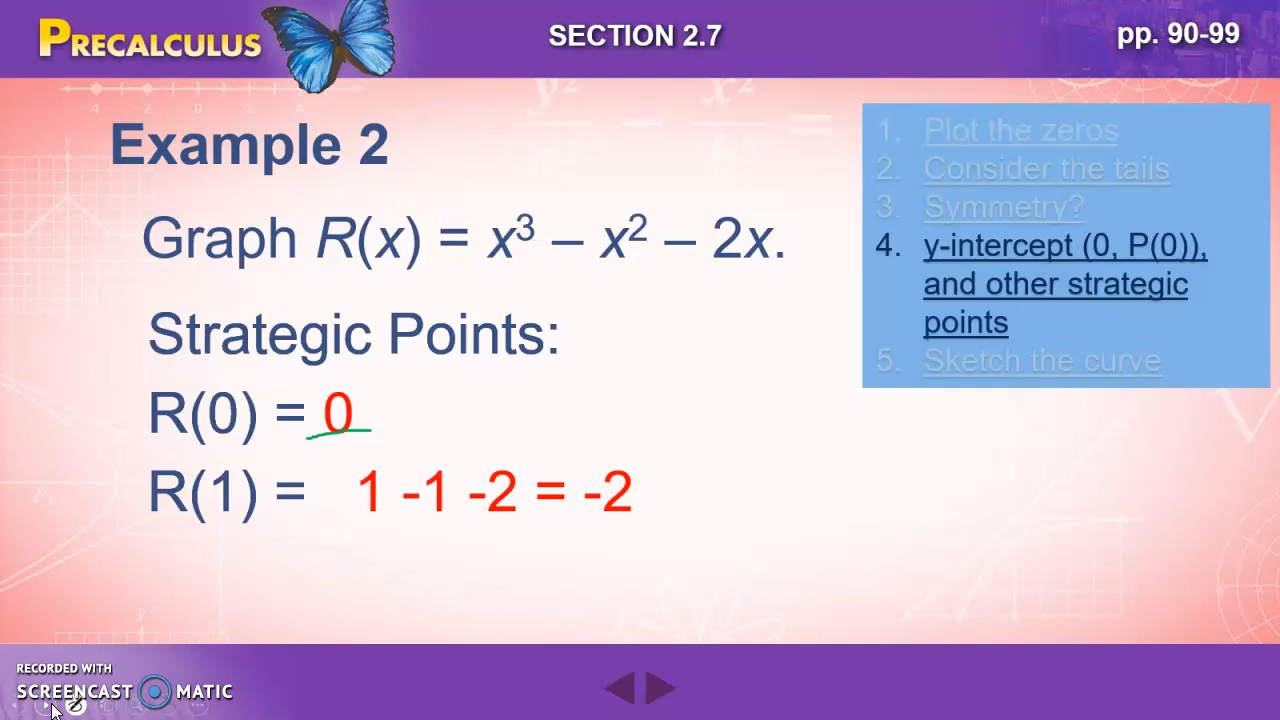 PRECALCULUS
SECTION 2.7
pp. 90-99
Example 2
Graph R(x) = x³ – x² – 2x.
Strategic Points:
R(0) = 0
R(1) = 1 -1 -2 = -2
1. Plot the zeros
2. Consider the tails
3. Symmetry?
4. y-intercept (0, P(0)),
and other strategic
points
5. Sketch the curve
RECORDED WITH
SCREENCAST MATIC